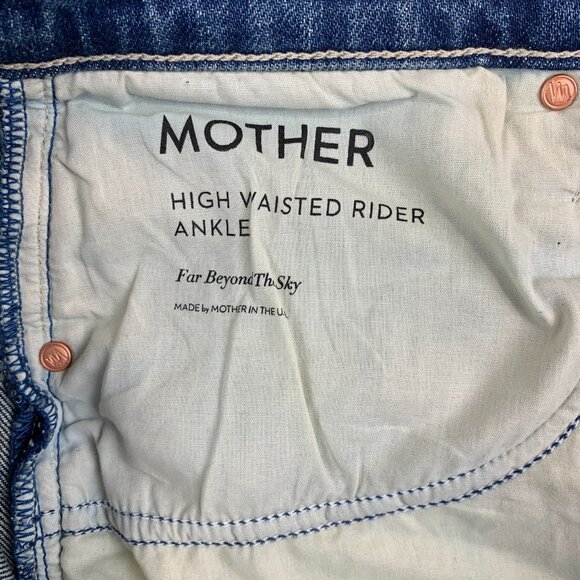 MOTHER
HIGH WAISTED RIDER
ANKLE
Far Beyond The Sky
MADE by MOTHER IN THE U.